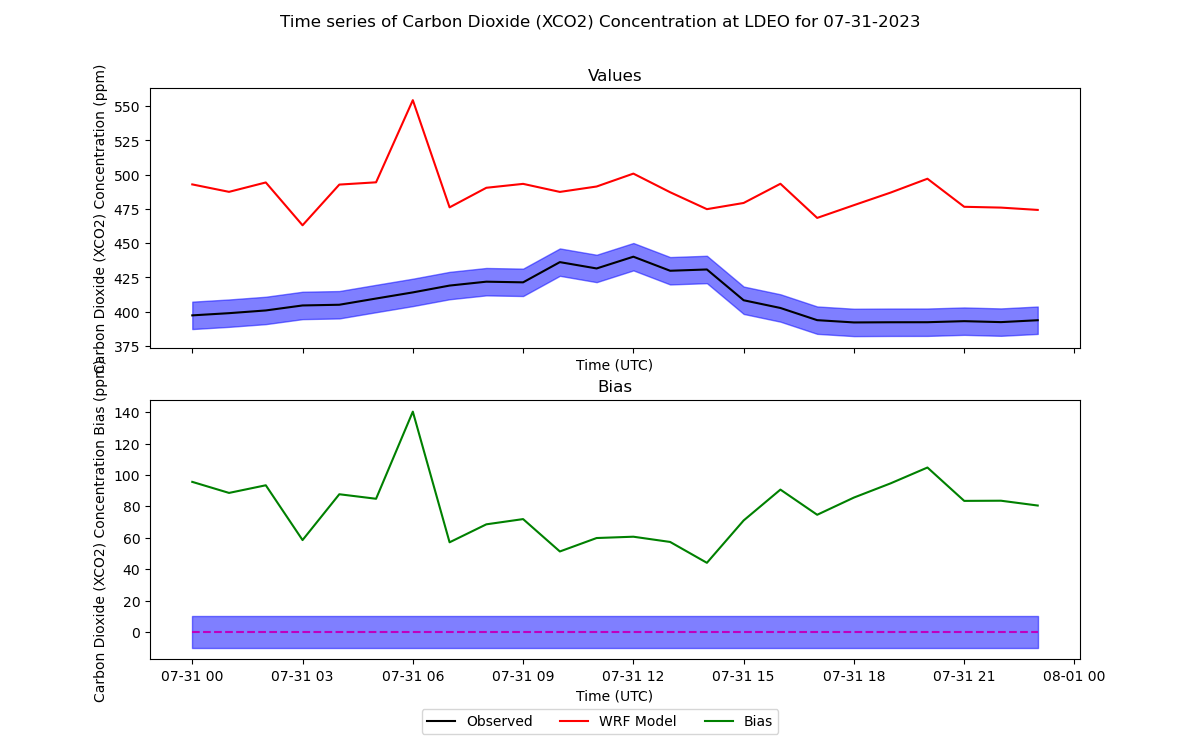 Time series of Carbon Dioxide (XCO2) Concentration at LDEO for 07-31-2023
Values
Carbon Dioxide (XCO2) Concentration (ppm)
550
525
500
475
450
425
400
375
Time (UTC)
Bias
Carbon Dioxide (XCO2) Concentration Bias (ppm)
140
120
100
80
60
40
20
0
07-31 00 07-31 03 07-31 06 07-31 09 07-31 12 07-31 15 07-31 18 07-31 21 08-01 00
Time (UTC)
Observed WRF Model Bias